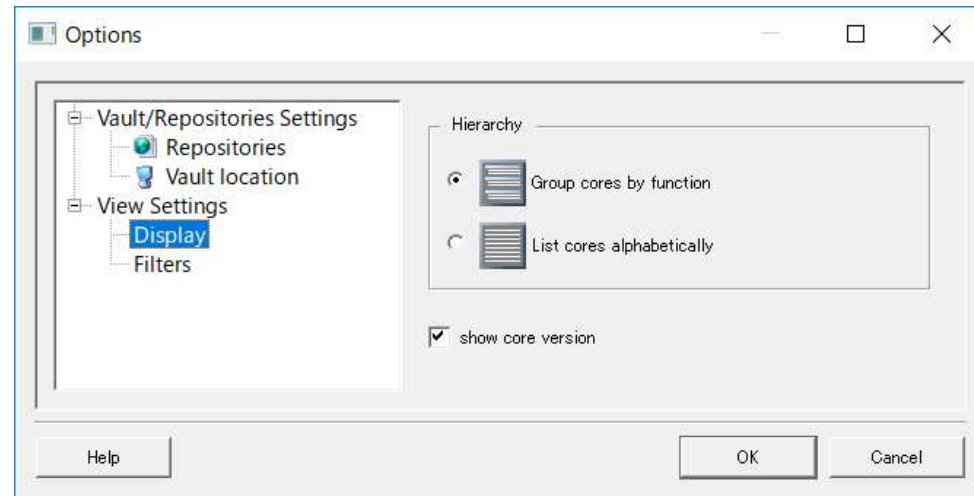 Options
Vault/Repositories Settings
Repositories
Vault location
View Settings
Display
Filters
Hierarchy
Group cores by function
List cores alphabetically
show core version
Help
OK
Cancel